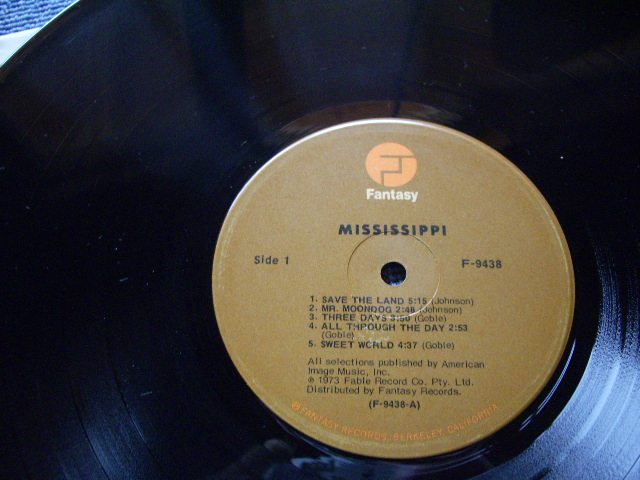 Fantasy
MISSISSIPPI
Side 1
F-9438
1. SAVE THE LAND 5:15 (Johnson)
2. MR. MOONDOG 2:48 (Johnson)
3. THREE DAYS 3:50 (Goble)
4. ALL THROUGH THE DAY 2:53
(Goble)
5. SWEET WORLD 4:37 (Goble)
All selections published by American
Image Music, Inc.
℗ 1973 Fable Record Co. Pty. Ltd.
Distributed by Fantasy Records.
(F-9438-A)
® FANTASY RECORDS, BERKELEY, CALIFORNIA